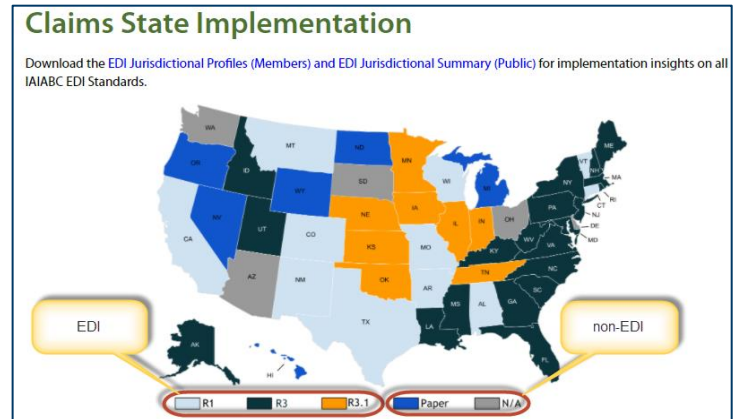 Claims State Implementation
Download the EDI Jurisdictional Profiles (Members) and EDI Jurisdictional Summary (Public) for implementation insights on all
IAIABC EDI Standards.
WA
MT
ND
MN
ME
OR
ID
SD
WI
MI
VT
NH
WY
NY
MA
RI
CT
NE
IA
PA
NJ
NV
UT
IL
IN
OH
DE
MD
CA
CO
KS
MO
KY
WV
VA
AZ
NM
OK
AR
TN
NC
SC
MS
AL
GA
TX
LA
FL
EDI
non-EDI
AK
HI
R1
R3
R3.1
Paper
N/A